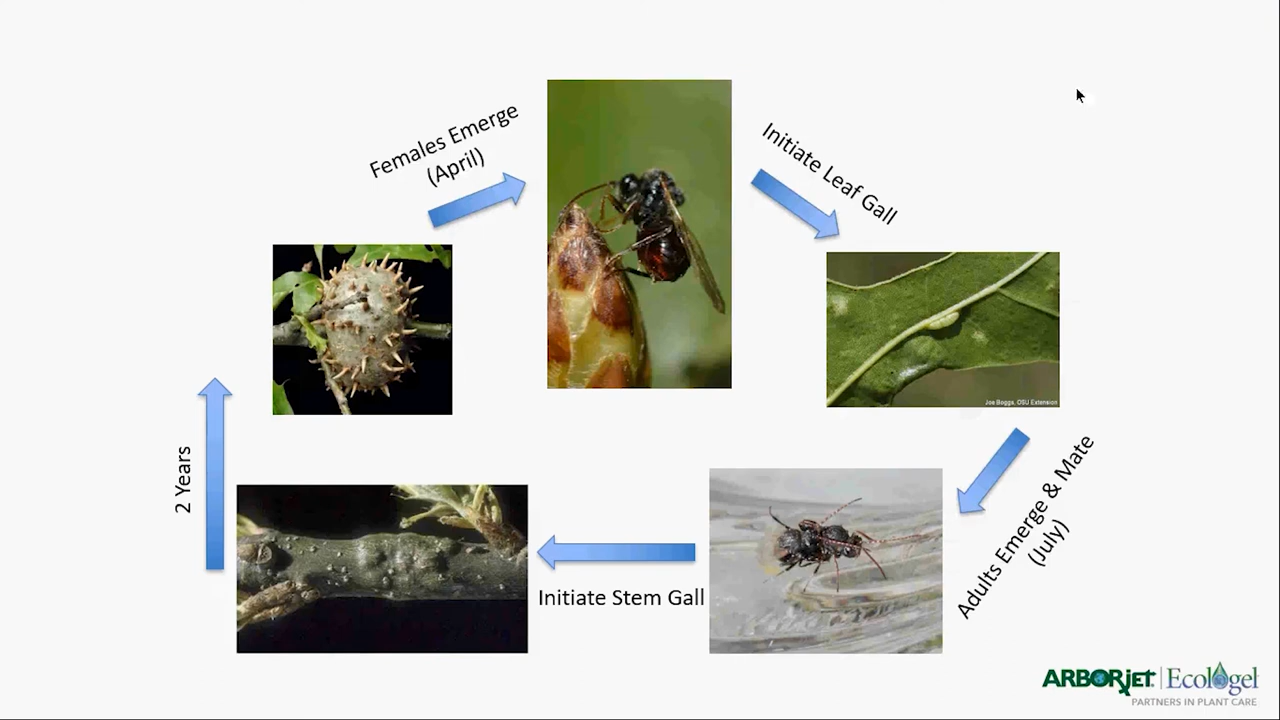 Females Emerge
(April)
Initiate Leaf Gall
Joe Boggs, OSU Extension
Adults Emerge & Mate
(July)
Initiate Stem Gall
2 Years
ARBORjET | Ecologel
PARTNERS IN PLANT CARE